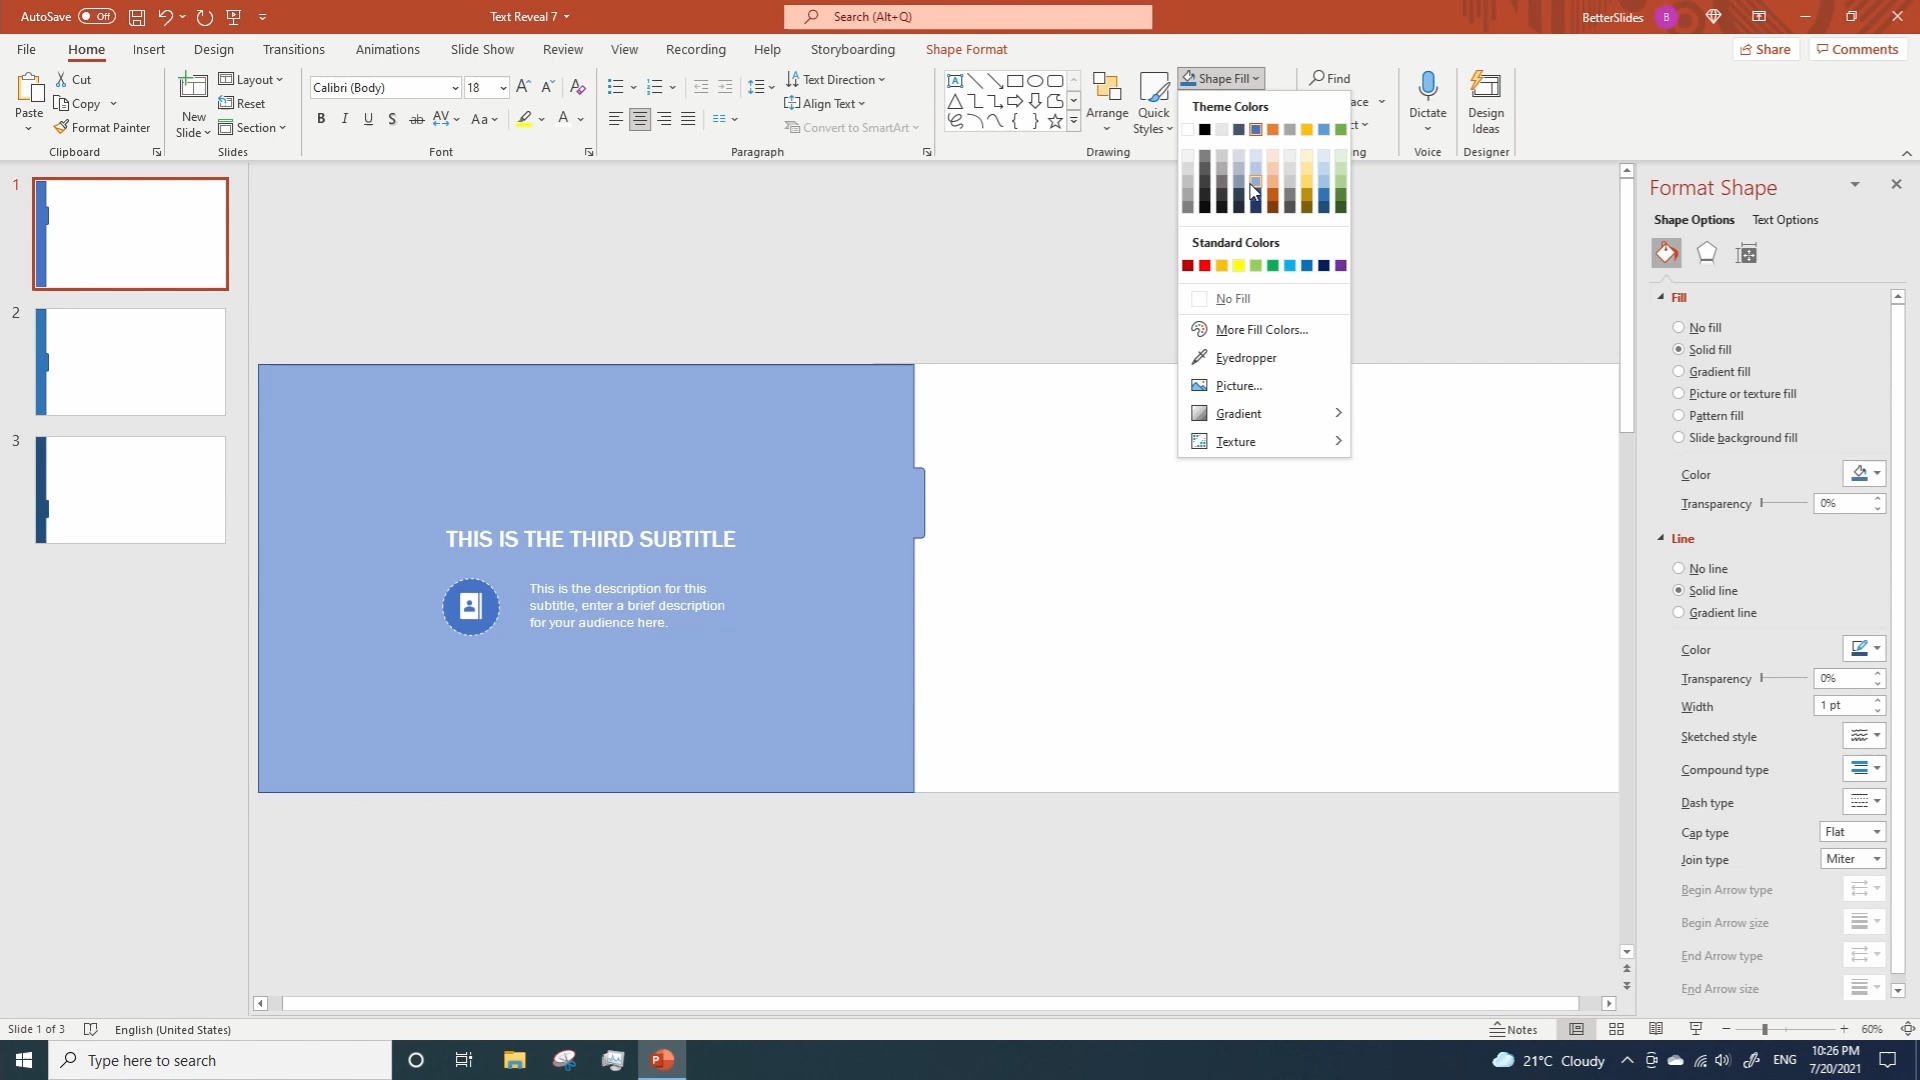 AutoSave Off
Text Reveal 7
Search (Alt+Q)
BetterSlides B
File Home Insert Design Transitions Animations Slide Show Review View Recording Help Storyboarding Shape Format
Share Comments
Paste
Cut
Copy
Format Painter
Clipboard
New Slide
Layout
Reset
Section
Slides
Calibri (Body) 18
B I U S ab AV Aa A
Font
Text Direction
Align Text
Convert to SmartArt
Paragraph
Arrange
Quick Styles
Shape Fill
Drawing
Find
Dictate
Voice
Design Ideas
Designer
Theme Colors
Standard Colors
No Fill
More Fill Colors...
Eyedropper
Picture...
Gradient
Texture
1
2
3
THIS IS THE THIRD SUBTITLE
This is the description for this
subtitle, enter a brief description
for your audience here.
Format Shape
Shape Options Text Options
Fill
No fill
Solid fill
Gradient fill
Picture or texture fill
Pattern fill
Slide background fill
Color
Transparency 0%
Line
No line
Solid line
Gradient line
Color
Transparency 0%
Width 1 pt
Sketched style
Compound type
Dash type
Cap type Flat
Join type Miter
Begin Arrow type
Begin Arrow size
End Arrow type
End Arrow size
Slide 1 of 3 English (United States)
Notes 60%
Type here to search
21°C Cloudy
ENG
10:26 PM
7/20/2021